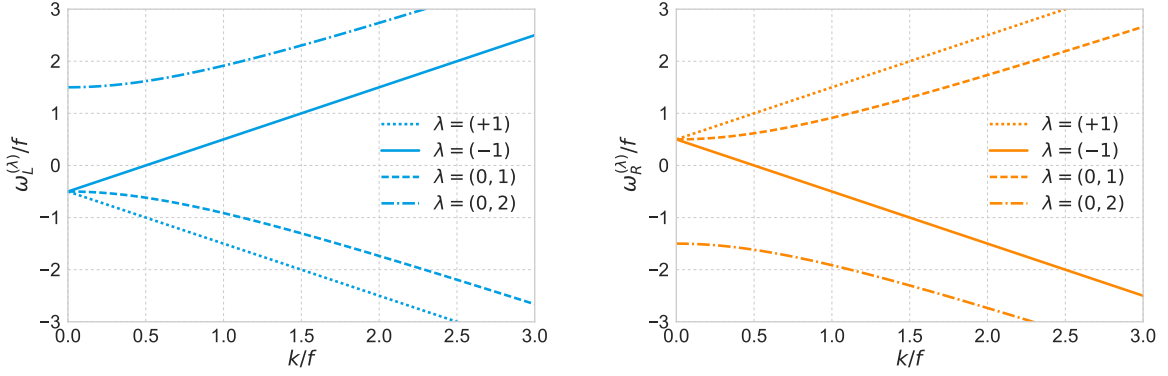 3
2
1
0
−1
−2
−3
0.0 0.5 1.0 1.5 2.0 2.5 3.0
k/f
ω_L^(λ)/f
λ = (+1)
λ = (−1)
λ = (0, 1)
λ = (0, 2)
3
2
1
0
−1
−2
−3
0.0 0.5 1.0 1.5 2.0 2.5 3.0
k/f
ω_R^(λ)/f
λ = (+1)
λ = (−1)
λ = (0, 1)
λ = (0, 2)